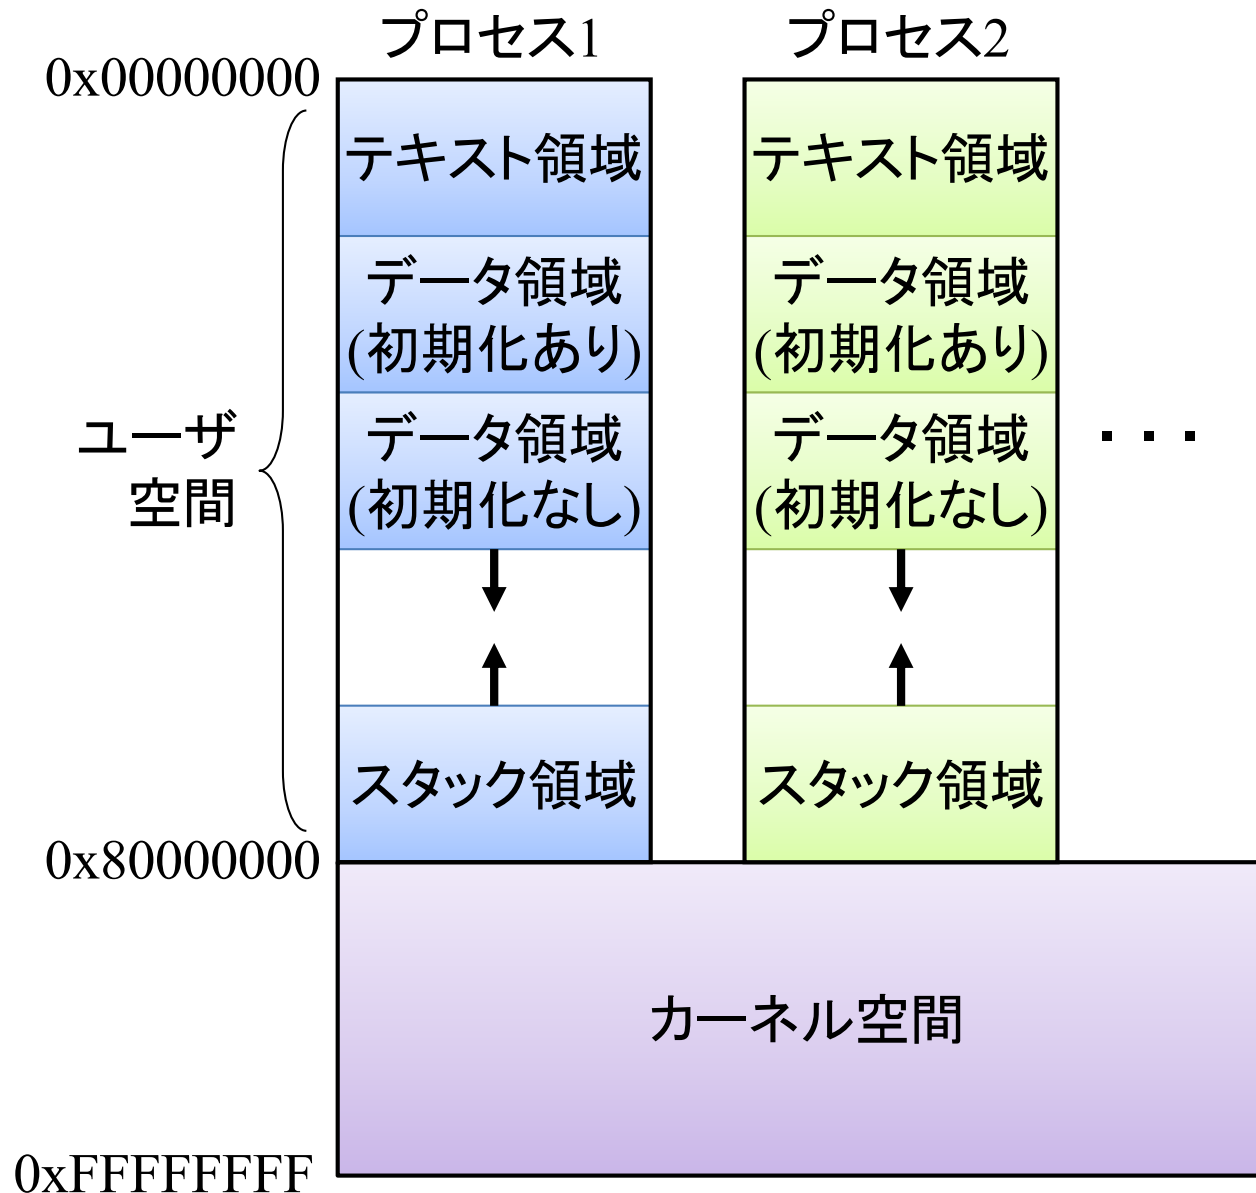 プロセス1
プロセス2
0x00000000
テキスト領域
テキスト領域
データ領域
(初期化あり)
データ領域
(初期化あり)
ユーザ
空間
データ領域
(初期化なし)
データ領域
(初期化なし)
・・・
スタック領域
スタック領域
0x80000000
カーネル空間
0xFFFFFFFF